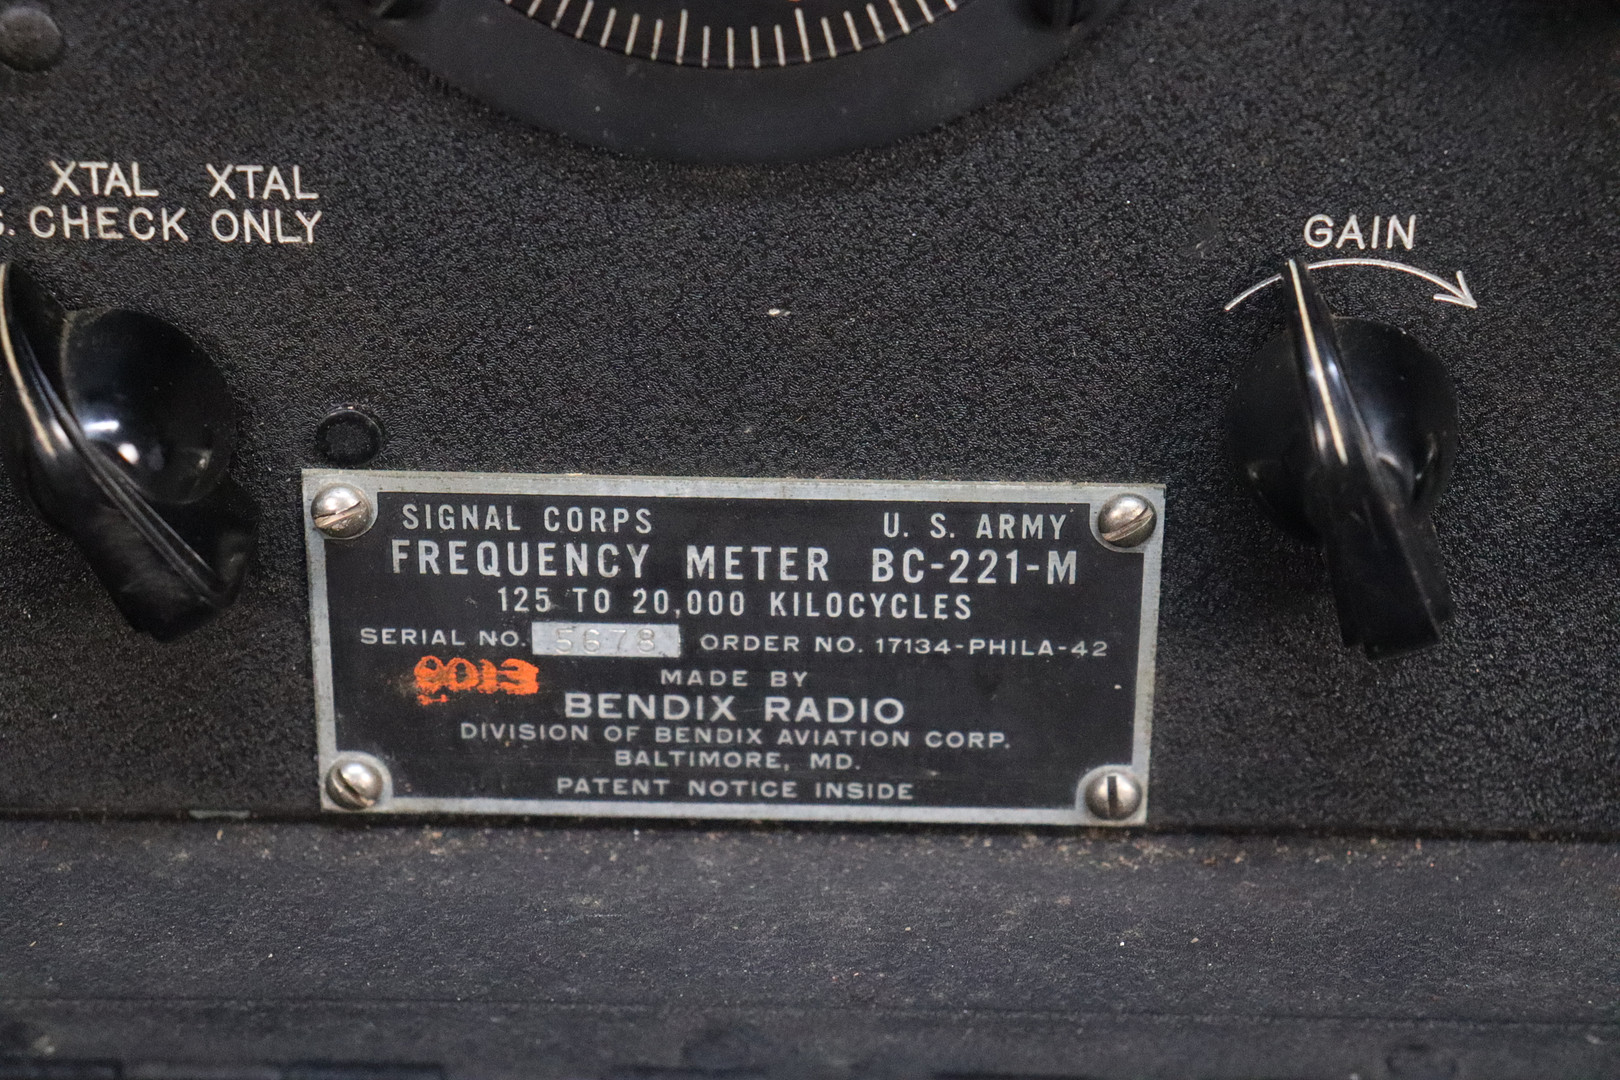 XTAL XTAL
CHECK ONLY
GAIN
SIGNAL CORPS U. S. ARMY
FREQUENCY METER BC-221-M
125 TO 20,000 KILOCYCLES
SERIAL NO. 5678 ORDER NO. 17134-PHILA-42
9013
MADE BY
BENDIX RADIO
DIVISION OF BENDIX AVIATION CORP.
BALTIMORE, MD.
PATENT NOTICE INSIDE